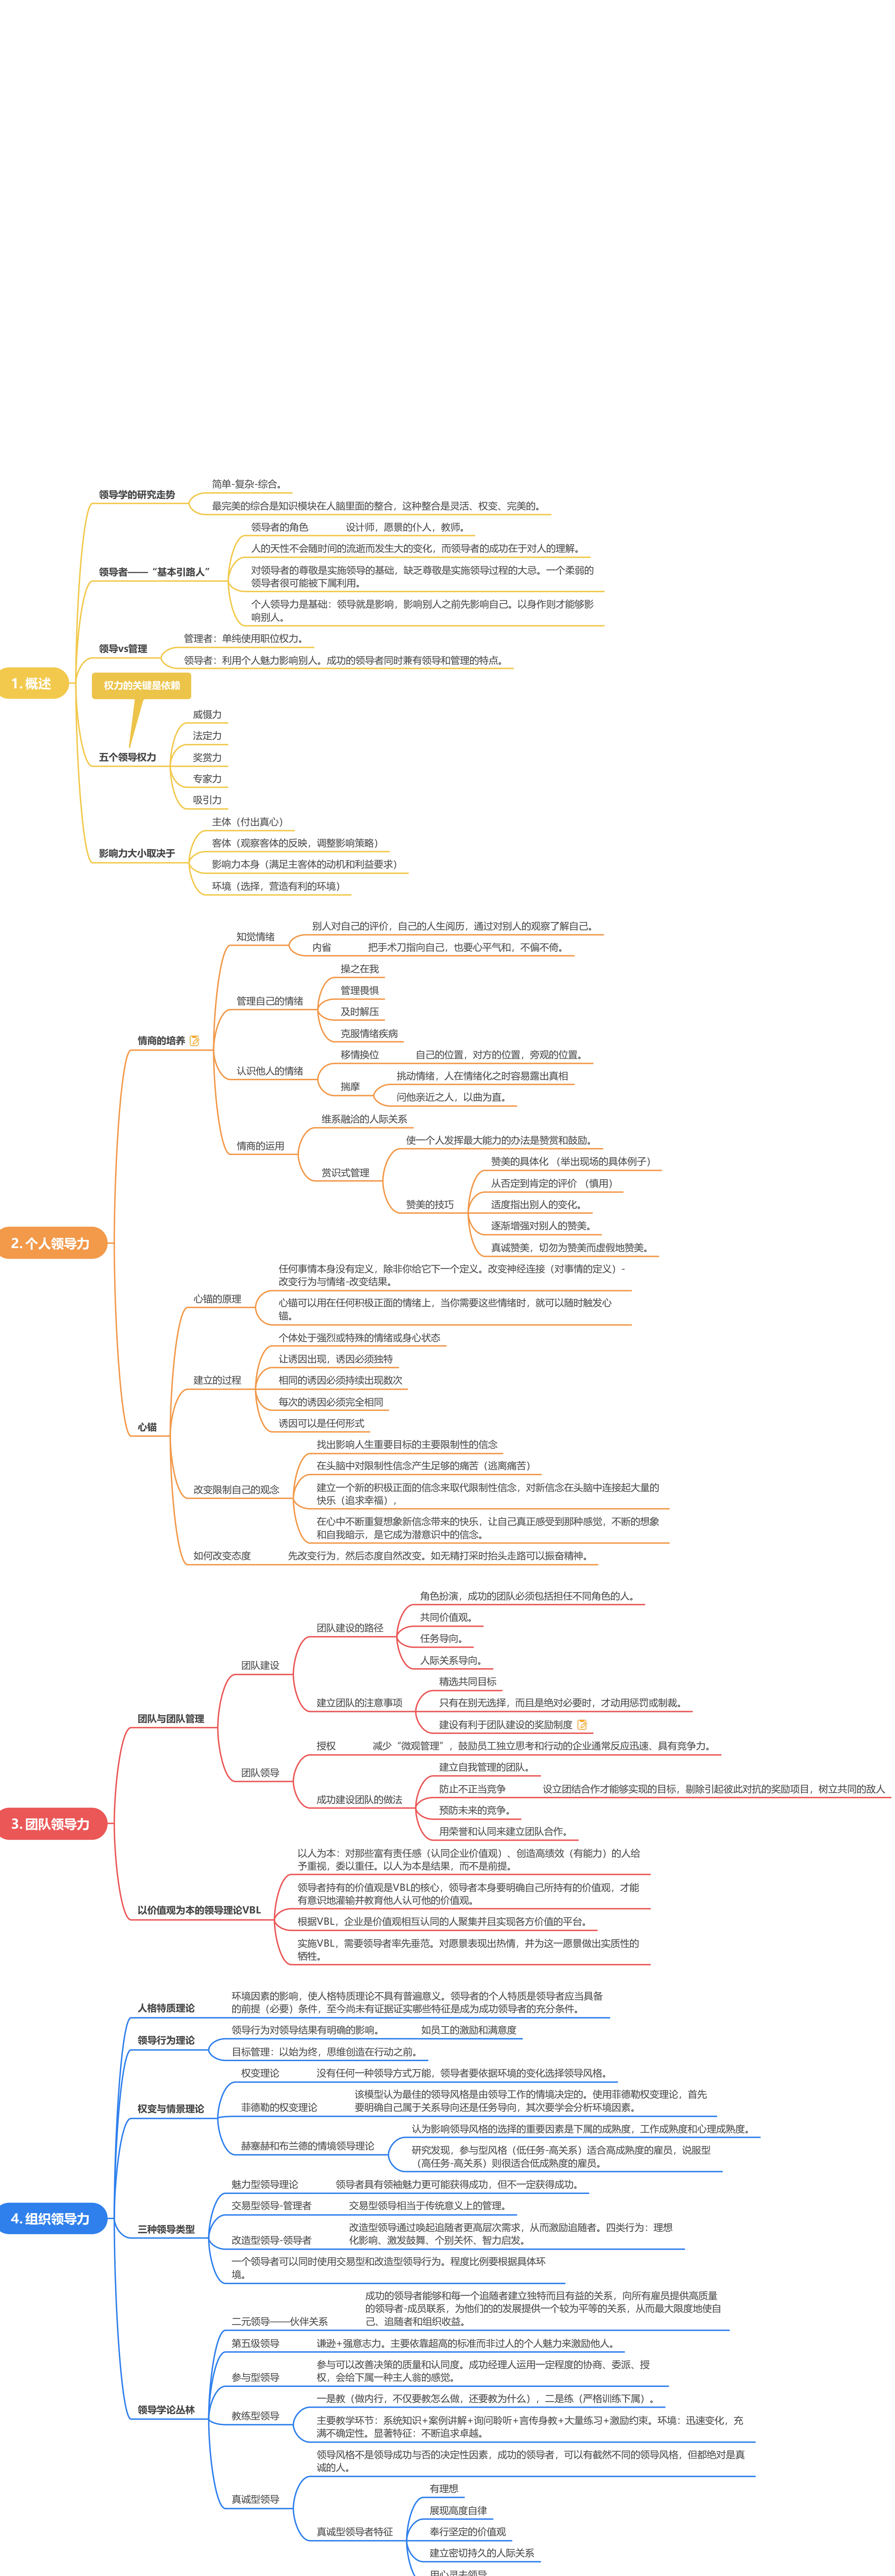 1. 概述
领导学的研究走势
简单-复杂-综合。
最完美的综合是知识模块在人脑里面的整合，这种整合是灵活、权变、完美的。
领导者——“基本引路人”
领导者的角色
设计师，愿景的仆人，教师。
人的天性不会随时间的流逝而发生大的变化，而领导者的成功在于对人的理解。
对领导者的尊敬是实施领导的基础，缺乏尊敬是实施领导过程的大忌。一个柔弱的
领导者很可能被下属利用。
个人领导力是基础：领导就是影响，影响别人之前先影响自己。以身作则才能够影
响别人。
领导vs管理
管理者：单纯使用职位权力。
领导者：利用个人魅力影响别人。成功的领导者同时兼有领导和管理的特点。
权力的关键是依赖
五个领导权力
威慑力
法定力
奖赏力
专家力
吸引力
影响力大小取决于
主体（付出真心）
客体（观察客体的反映，调整影响策略）
影响力本身（满足主客体的动机和利益要求）
环境（选择，营造有利的环境）
2. 个人领导力
情商的培养
知觉情绪
别人对自己的评价，自己的人生阅历，通过对别人的观察了解自己。
内省
把手术刀指向自己，也要心平气和，不偏不倚。
管理自己的情绪
操之在我
管理畏惧
及时解压
克服情绪疾病
认识他人的情绪
移情换位
自己的位置，对方的位置，旁观的位置。
揣摩
挑动情绪，人在情绪化之时容易露出真相
问他亲近之人，以曲为直。
情商的运用
维系融洽的人际关系
赏识式管理
使一个人发挥最大能力的办法是赞赏和鼓励。
赞美的技巧
赞美的具体化 （举出现场的具体例子）
从否定到肯定的评价 （慎用）
适度指出别人的变化。
逐渐增强对别人的赞美。
真诚赞美，切勿为赞美而虚假地赞美。
心锚
心锚的原理
任何事情本身没有定义，除非你给它下一个定义。改变神经连接（对事情的定义）-
改变行为与情绪-改变结果。
心锚可以用在任何积极正面的情绪上，当你需要这些情绪时，就可以随时触发心
锚。
建立的过程
个体处于强烈或特殊的情绪或身心状态
让诱因出现，诱因必须独特
相同的诱因必须持续出现数次
每次的诱因必须完全相同
诱因可以是任何形式
改变限制自己的观念
找出影响人生重要目标的主要限制性的信念
在头脑中对限制性信念产生足够的痛苦（逃离痛苦）
建立一个新的积极正面的信念来取代限制性信念，对新信念在头脑中连接起大量的
快乐（追求幸福），
在心中不断重复想象新信念带来的快乐，让自己真正感受到那种感觉，不断的想象
和自我暗示，是它成为潜意识中的信念。
如何改变态度
先改变行为，然后态度自然改变。如无精打采时抬头走路可以振奋精神。
3. 团队领导力
团队与团队管理
团队建设
团队建设的路径
角色扮演，成功的团队必须包括担任不同角色的人。
共同价值观。
任务导向。
人际关系导向。
建立团队的注意事项
精选共同目标
只有在别无选择，而且是绝对必要时，才动用惩罚或制裁。
建设有利于团队建设的奖励制度
团队领导
授权
减少“微观管理”，鼓励员工独立思考和行动的企业通常反应迅速、具有竞争力。
成功建设团队的做法
建立自我管理的团队。
防止不正当竞争
设立团结合作才能够实现的目标，剔除引起彼此对抗的奖励项目，树立共同的敌人
预防未来的竞争。
用荣誉和认同来建立团队合作。
以价值观为本的领导理论VBL
以人为本：对那些富有责任感（认同企业价值观）、创造高绩效（有能力）的人给
予重视，委以重任。以人为本是结果，而不是前提。
领导者持有的价值观是VBL的核心，领导者本身要明确自己所持有的价值观，才能
有意识地灌输并教育他人认可他的价值观。
根据VBL，企业是价值观相互认同的人聚集并且实现各方价值的平台。
实施VBL，需要领导者率先垂范。对愿景表现出热情，并为这一愿景做出实质性的
牺牲。
4. 组织领导力
人格特质理论
环境因素的影响，使人格特质理论不具有普遍意义。领导者的个人特质是领导者应当具备
的前提（必要）条件，至今尚未有证据证实哪些特征是成为成功领导者的充分条件。
领导行为理论
领导行为对领导结果有明确的影响。
如员工的激励和满意度
目标管理：以始为终，思维创造在行动之前。
权变与情景理论
权变理论
没有任何一种领导方式万能，领导者要依据环境的变化选择领导风格。
菲德勒的权变理论
该模型认为最佳的领导风格是由领导工作的情境决定的。使用菲德勒权变理论，首先
要明确自己属于关系导向还是任务导向，其次要学会分析环境因素。
赫塞赫和布兰德的情境领导理论
认为影响领导风格的选择的重要因素是下属的成熟度，工作成熟度和心理成熟度。
研究发现，参与型风格（低任务-高关系）适合高成熟度的雇员，说服型
（高任务-高关系）则很适合低成熟度的雇员。
三种领导类型
魅力型领导理论
领导者具有领袖魅力更可能获得成功，但不一定获得成功。
交易型领导-管理者
交易型领导相当于传统意义上的管理。
改造型领导-领导者
改造型领导通过唤起追随者更高层次需求，从而激励追随者。四类行为：理想
化影响、激发鼓舞、个别关怀、智力启发。
一个领导者可以同时使用交易型和改造型领导行为。程度比例要根据具体环
境。
领导学论丛林
二元领导——伙伴关系
成功的领导者能够和每一个追随者建立独特而且有益的关系，向所有雇员提供高质量
的领导者-成员联系，为他们的的发展提供一个较为平等的关系，从而最大限度地使自
己、追随者和组织收益。
第五级领导
谦逊+强意志力。主要依靠超高的标准而非过人的个人魅力来激励他人。
参与型领导
参与可以改善决策的质量和认同度。成功经理人运用一定程度的协商、委派、授
权，会给下属一种主人翁的感觉。
教练型领导
一是教（做内行，不仅要教怎么做，还要教为什么），二是练（严格训练下属）。
主要教学环节：系统知识+案例讲解+询问聆听+言传身教+大量练习+激励约束。环境：迅速变化，充
满不确定性。显著特征：不断追求卓越。
真诚型领导
领导风格不是领导成功与否的决定性因素，成功的领导者，可以有截然不同的领导风格，但都绝对是真
诚的人。
真诚型领导者特征
有理想
展现高度自律
奉行坚定的价值观
建立密切持久的人际关系
用心灵去领导